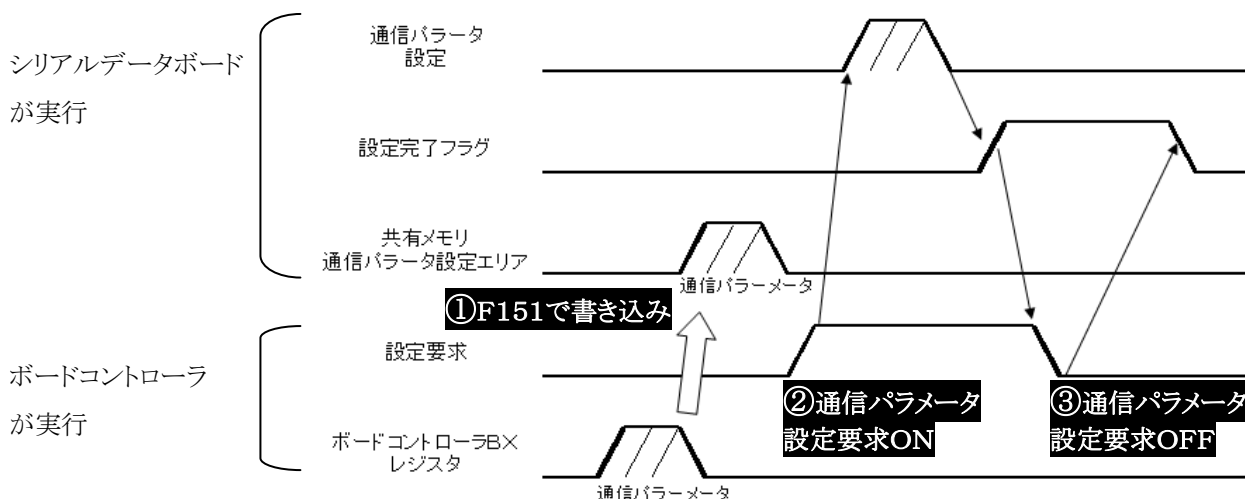 シリアルデータボード
が実行
通信パラータ
設定
設定完了フラグ
共有メモリ
通信パラータ設定エリア
通信パラーメータ
①F151で書き込み
ボードコントローラ
が実行
設定要求
②通信パラメータ
設定要求ON
③通信パラメータ
設定要求OFF
ボードコントローラBX
レジスタ
通信パラーメータ